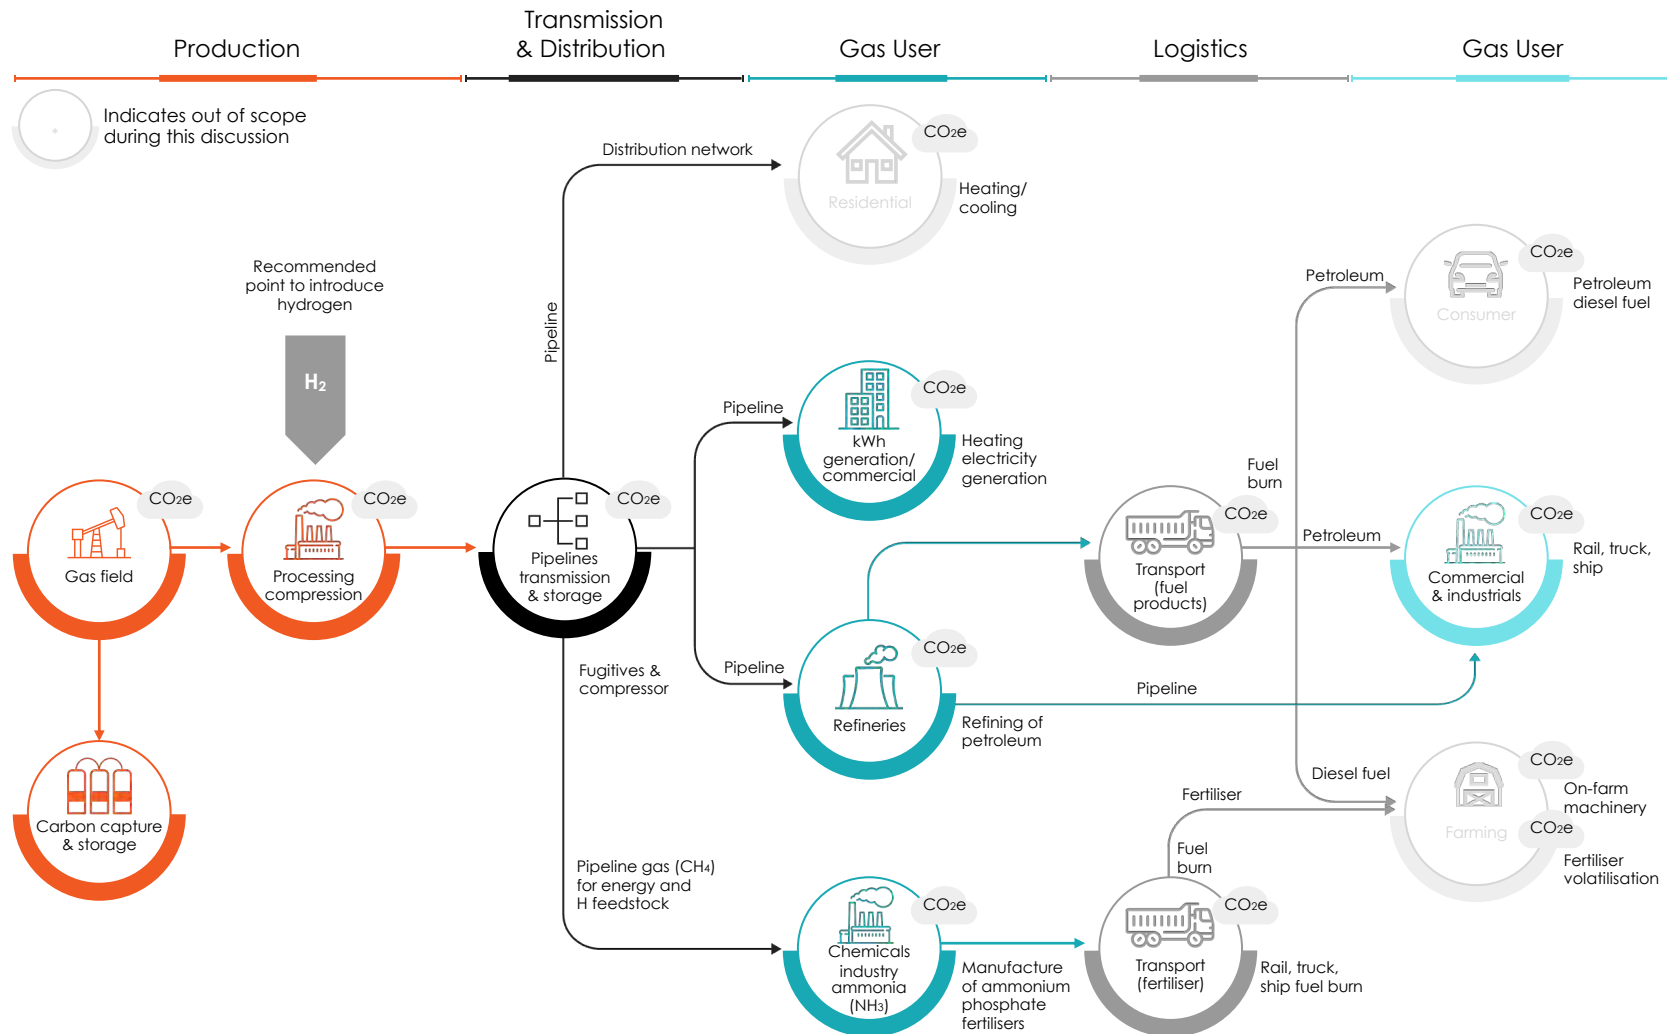 Production
Transmission
& Distribution
Gas User
Logistics
Gas User
Indicates out of scope
during this discussion
Distribution network
CO2e
Residential
Heating/
cooling
Recommended
point to introduce
hydrogen
H2
Pipeline
Petroleum
CO2e
Consumer
Petroleum
diesel fuel
Pipeline
CO2e
kWh
generation/
commercial
Heating
electricity
generation
CO2e
Gas field
CO2e
Processing
compression
CO2e
Pipelines
transmission
& storage
Fuel
burn
CO2e
Transport
(fuel
products)
Petroleum
CO2e
Commercial
& industrials
Rail, truck,
ship
Fugitives &
compressor
Pipeline
CO2e
Refineries
Refining of
petroleum
Pipeline
Carbon capture
& storage
Diesel fuel
Fertiliser
CO2e
On-farm
machinery
Farming
CO2e
Fertiliser
volatilisation
Pipeline gas (CH4)
for energy and
H feedstock
CO2e
Chemicals
industry
ammonia
(NH3)
Manufacture
of ammonium
phosphate
fertilisers
Fuel
burn
CO2e
Transport
(fertiliser)
Rail, truck,
ship fuel burn